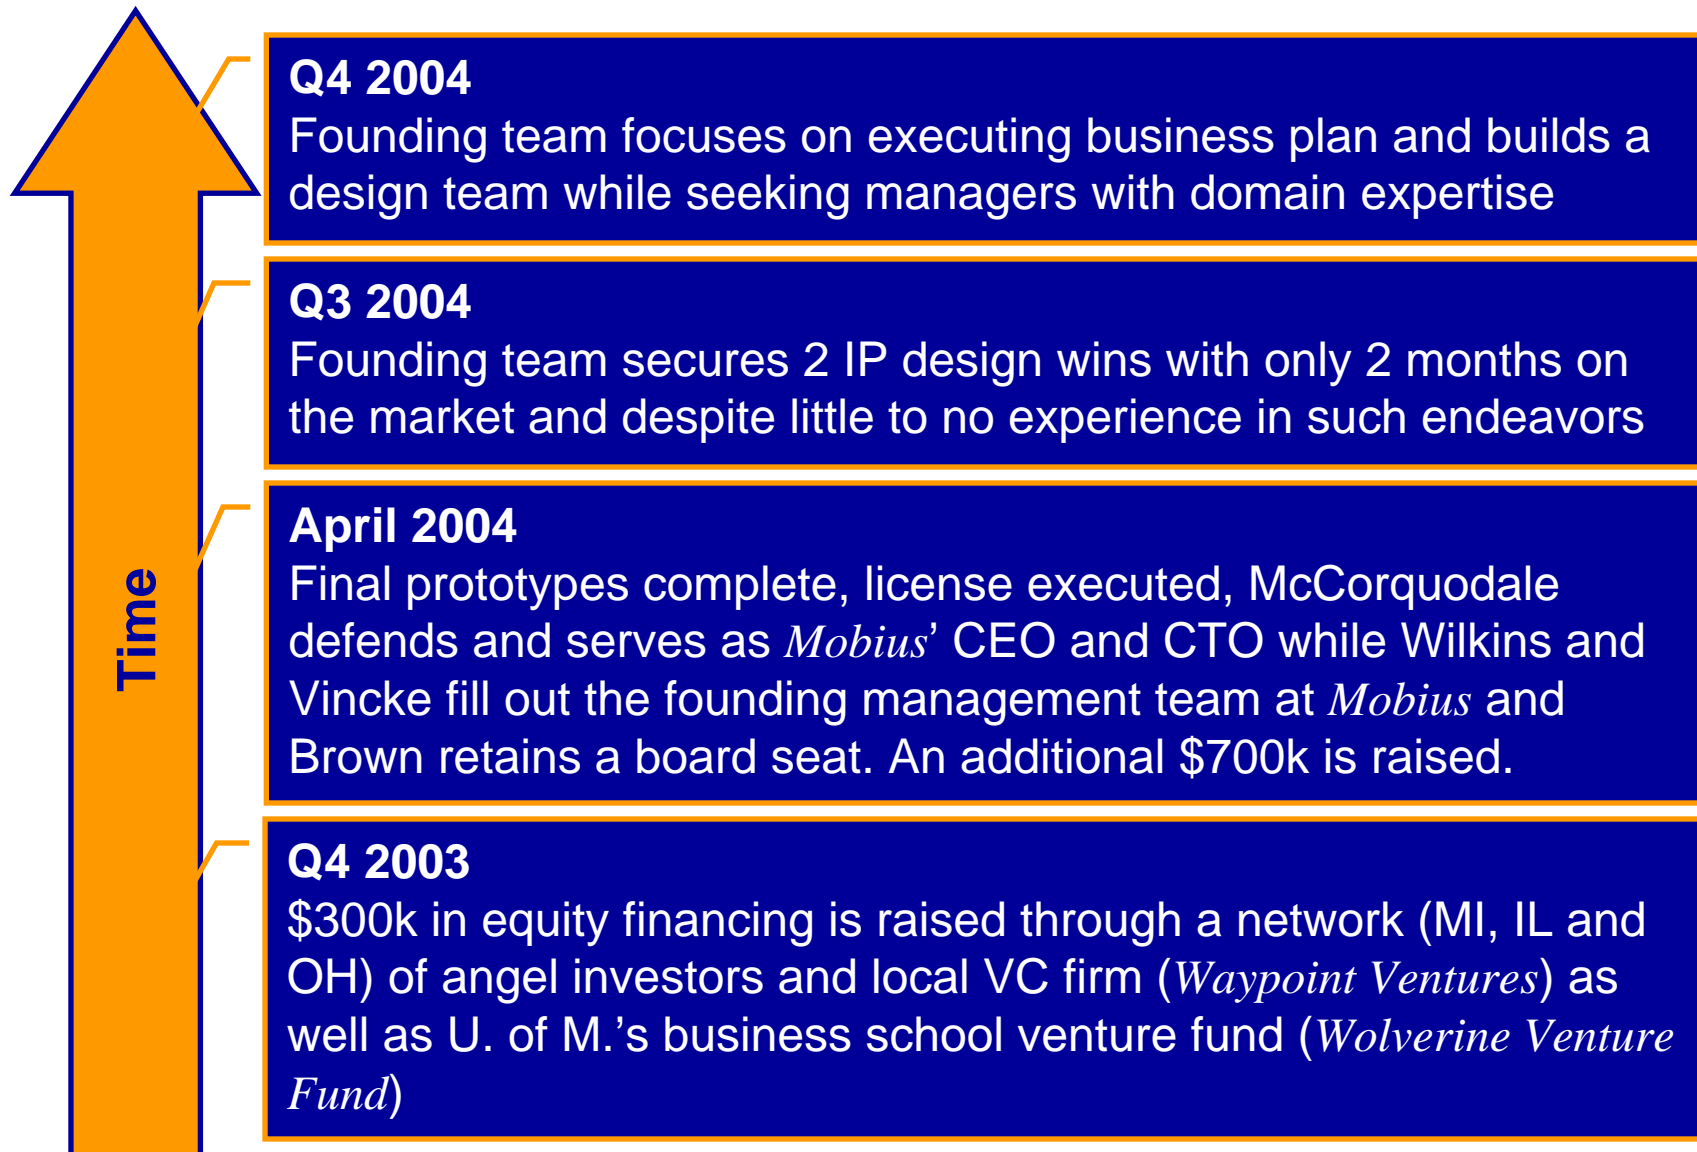 Q4 2004
Founding team focuses on executing business plan and builds a
design team while seeking managers with domain expertise
Q3 2004
Founding team secures 2 IP design wins with only 2 months on
the market and despite little to no experience in such endeavors
Time
April 2004
Final prototypes complete, license executed, McCorquodale
defends and serves as Mobius’ CEO and CTO while Wilkins and
Vincke fill out the founding management team at Mobius and
Brown retains a board seat. An additional $700k is raised.
Q4 2003
$300k in equity financing is raised through a network (MI, IL and
OH) of angel investors and local VC firm (Waypoint Ventures) as
well as U. of M.’s business school venture fund (Wolverine Venture
Fund)